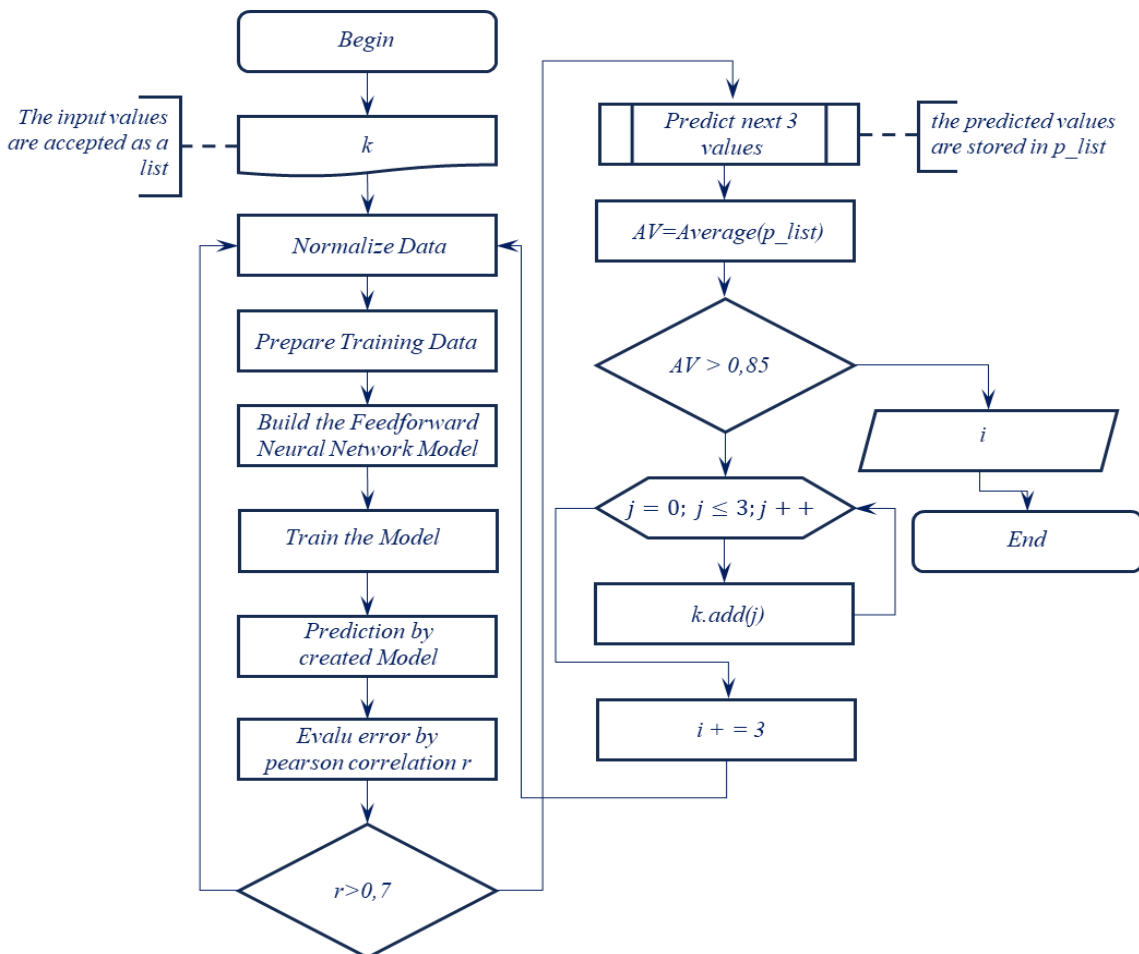 Begin
The input values
are accepted as a
list
k
Normalize Data
Prepare Training Data
Build the Feedforward
Neural Network Model
Train the Model
Prediction by
created Model
Evalu error by
pearson correlation r
r>0,7
Predict next 3
values
the predicted values
are stored in p_list
AV=Average(p_list)
AV > 0,85
i
End
j = 0; j ≤ 3; j + +
k.add(j)
i + = 3